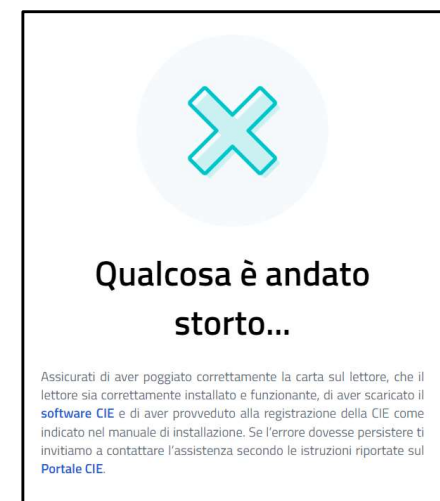 Qualcosa è andato
storto...
Assicurati di aver poggiato correttamente la carta sul lettore, che il
lettore sia correttamente installato e funzionante, di aver scaricato il
software CIE e di aver provveduto alla registrazione della CIE come
indicato nel manuale di installazione. Se l'errore dovesse persistere ti
invitiamo a contattare l'assistenza secondo le istruzioni riportate sul
Portale CIE.